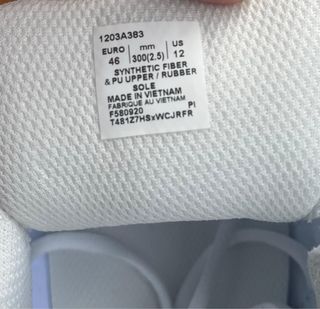 1203A383
EURO mm US
46 300(2.5) 12
SYNTHETIC FIBER
& PU UPPER / RUBBER
SOLE
MADE IN VIETNAM
FABRIQUE AU VIETNAM
F580920 PI
T481Z7HSxWCJRFR